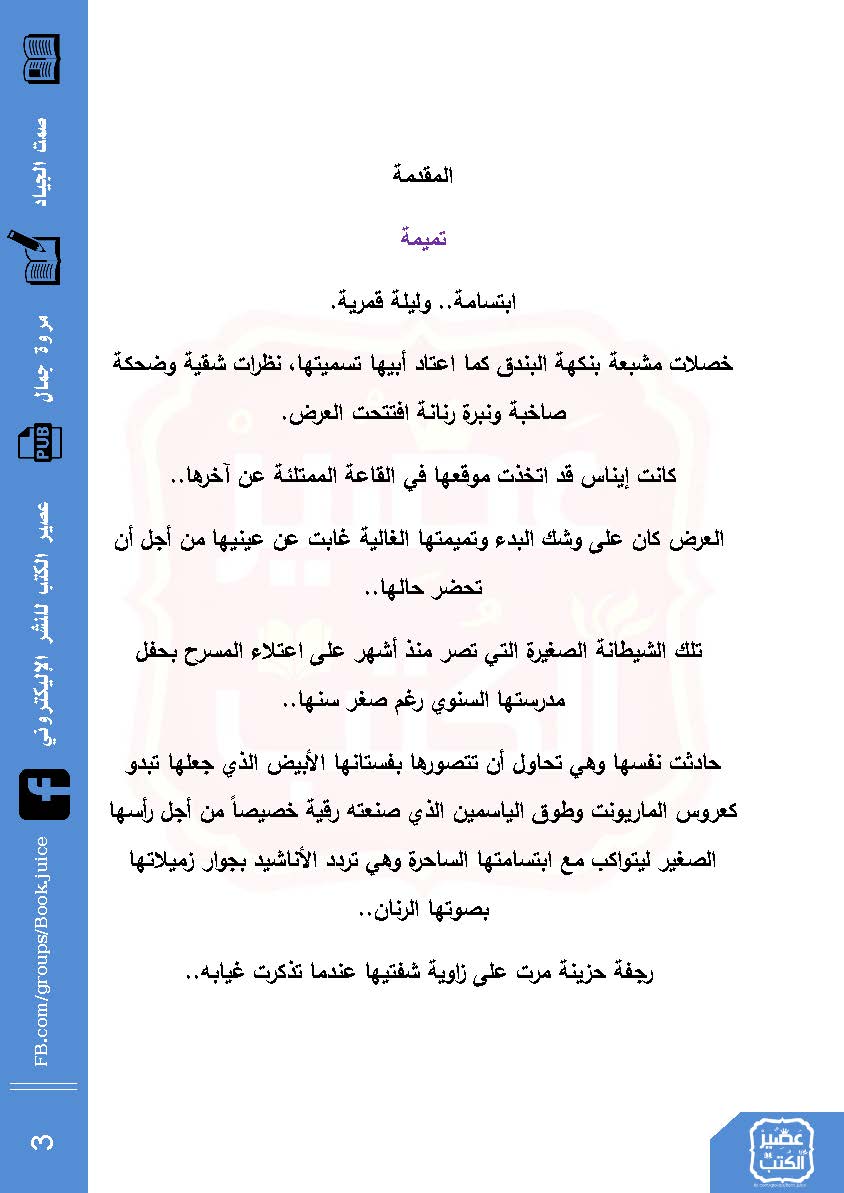 المقدمة
تميمة
ابتسامة.. وليلة قمرية.
خصلات مشبعة بنكهة البندق كما اعتاد أبيها تسميتها، نظرات شقية وضحكة
صاخبة ونبرة رنانة افتتحت العرض.
كانت إيناس قد اتخذت موقعها في القاعة الممتلئة عن آخرها..
العرض كان على وشك البدء وتميمتها الغالية غابت عن عينيها من أجل أن
تحضر حالها..
تلك الشيطانة الصغيرة التي تصر منذ أشهر على اعتلاء المسرح بحفل
مدرستها السنوي رغم صغر سنها..
حادثت نفسها وهي تحاول أن تتصورها بفستانها الأبيض الذي جعلها تبدو
كعروس الماريونت وطوق الياسمين الذي صنعته رقية خصيصاً من أجل رأسها
الصغير ليتواكب مع ابتسامتها الساحرة وهي تردد الأناشيد بجوار زميلاتها
بصوتها الرنان..
رجفة حزينة مرت على زاوية شفتيها عندما تذكرت غيابه..
صمت الجياد
مروة جمال
PUB
عصير الكتب للنشر الإليكتروني
FB.com/groups/Book.juice
3
عصير
الكتب